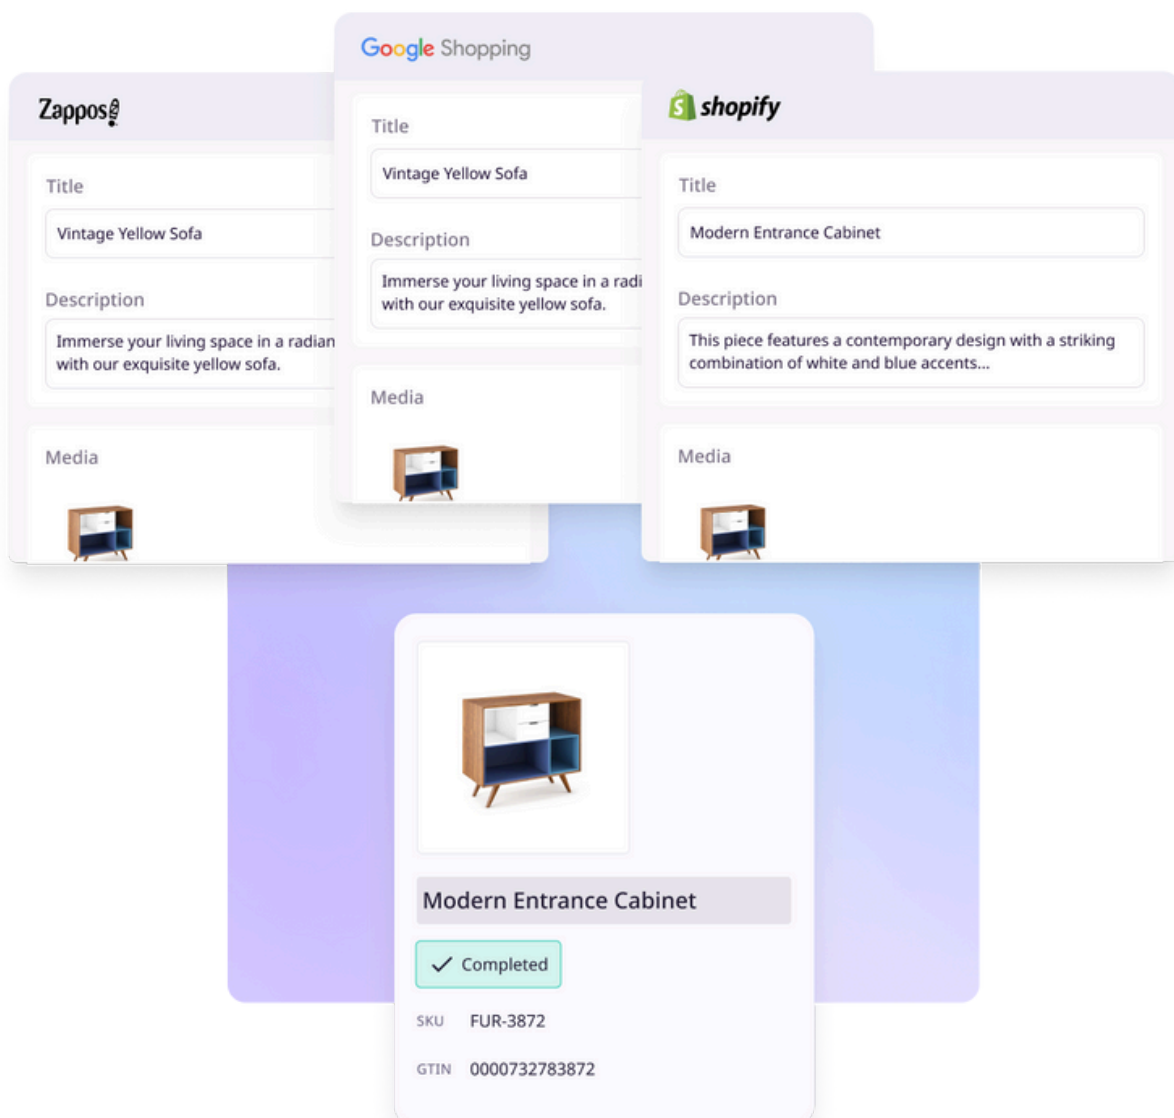 Zappos
Title
Vintage Yellow Sofa
Description
Immerse your living space in a radian
with our exquisite yellow sofa.
Media
Google Shopping
Title
Vintage Yellow Sofa
Description
Immerse your living space in a radi
with our exquisite yellow sofa.
Media
shopify
Title
Modern Entrance Cabinet
Description
This piece features a contemporary design with a striking
combination of white and blue accents...
Media
Modern Entrance Cabinet
Completed
SKU FUR-3872
GTIN 0000732783872